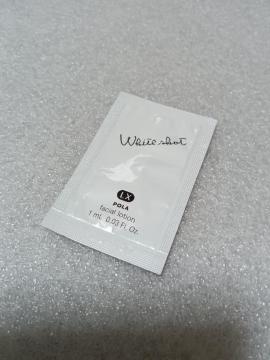 White shot
LX
POLA
facial lotion
1 mL 0.03 Fl. Oz.